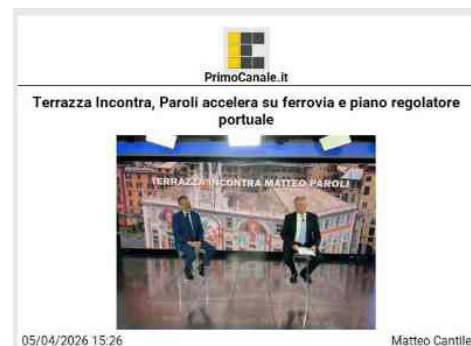 PrimoCanale.it
Terrazza Incontra, Paroli accelera su ferrovia e piano regolatore
portuale
TERRAZZA INCONTRA MATTEO PAROLI
05/04/2026 15:26
Matteo Cantile